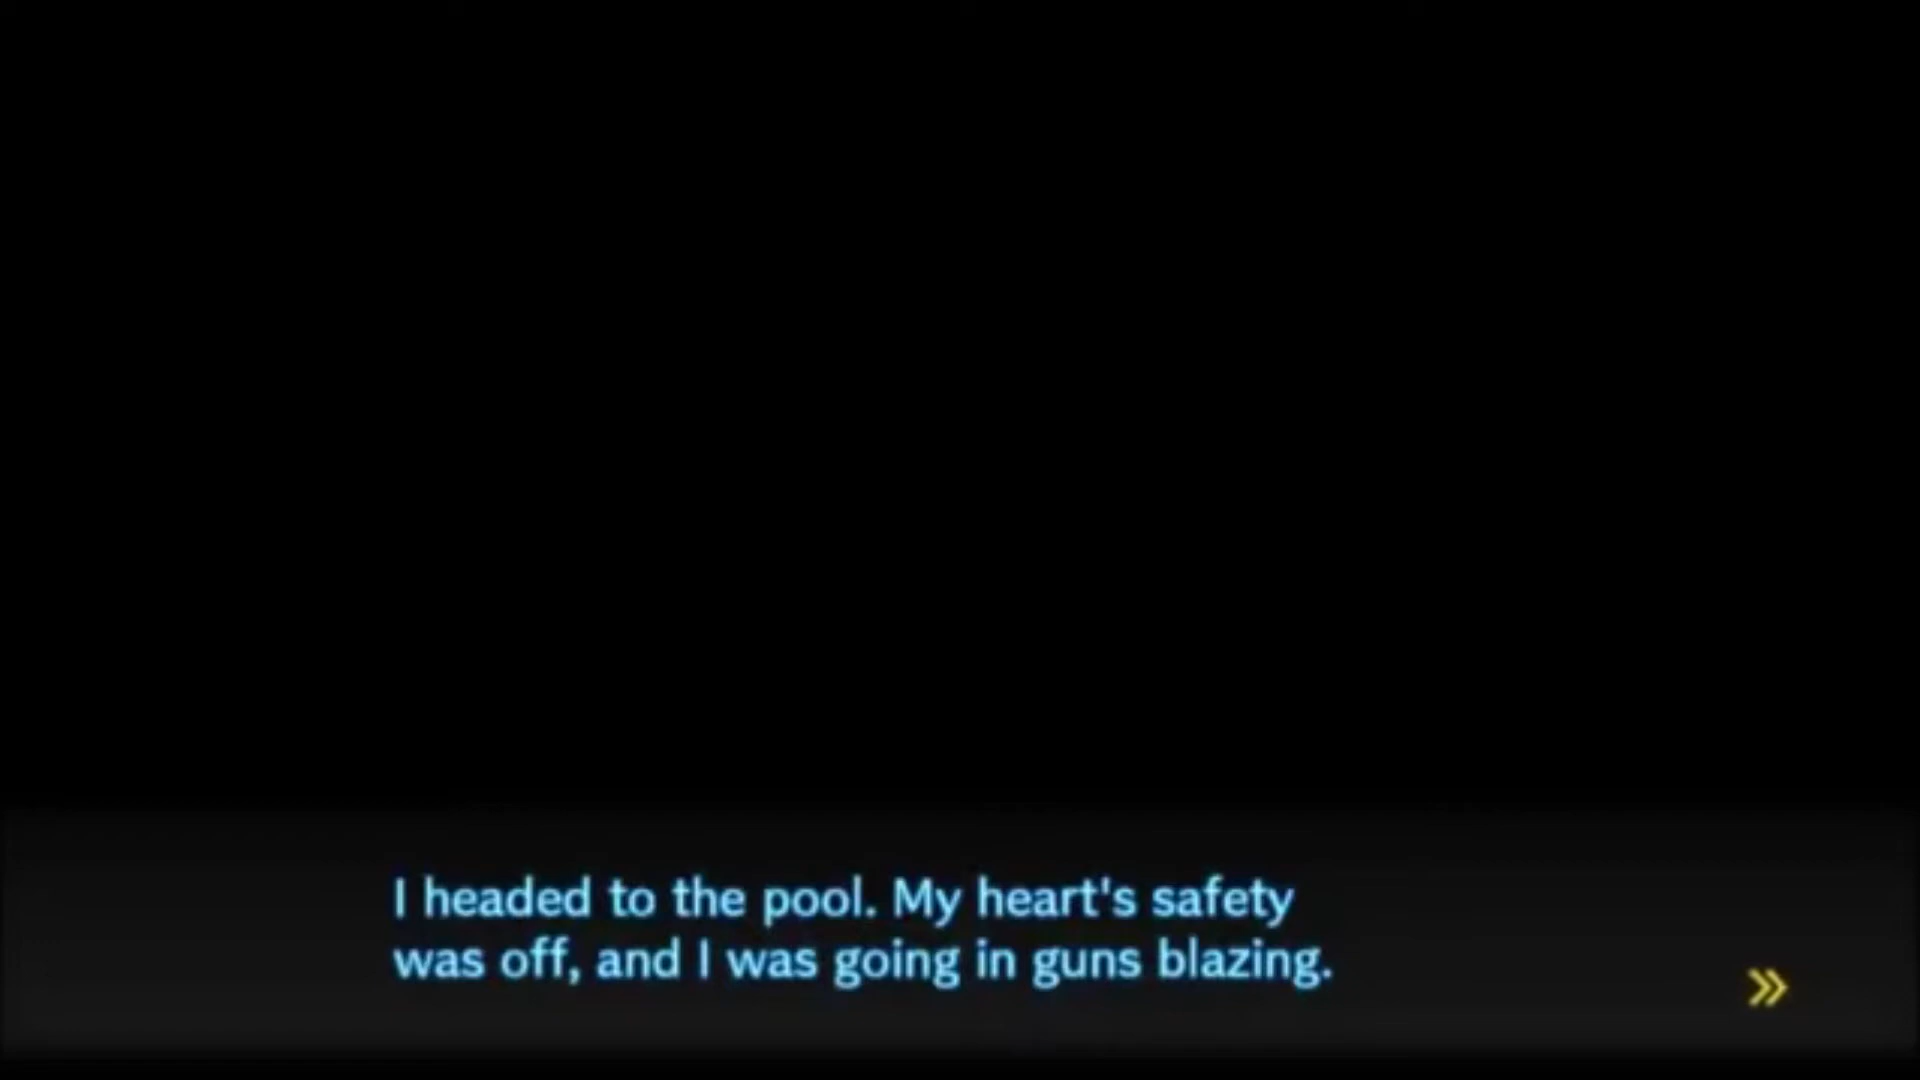 I headed to the pool. My heart's safety
was off, and I was going in guns blazing.